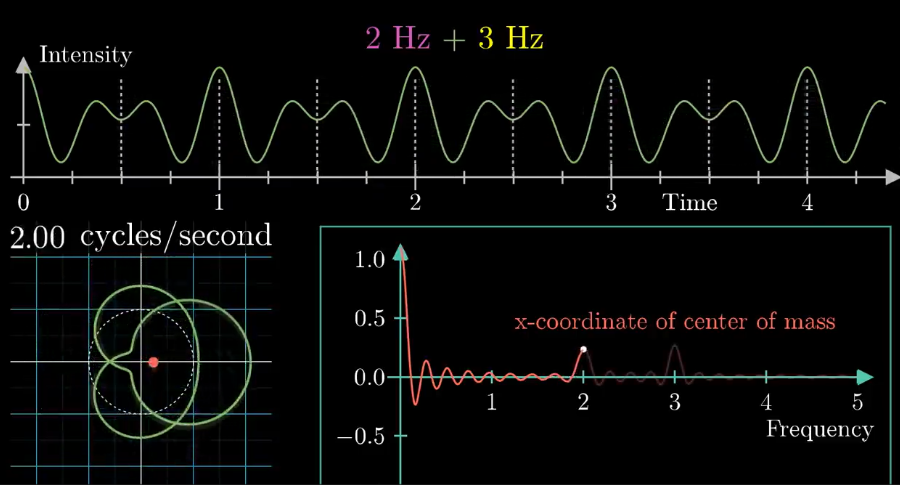 2 Hz + 3 Hz
Intensity
0 1 2 3 Time 4
2.00 cycles/second
1.0
0.5
x-coordinate of center of mass
0.0
1 2 3 4 5
Frequency
−0.5